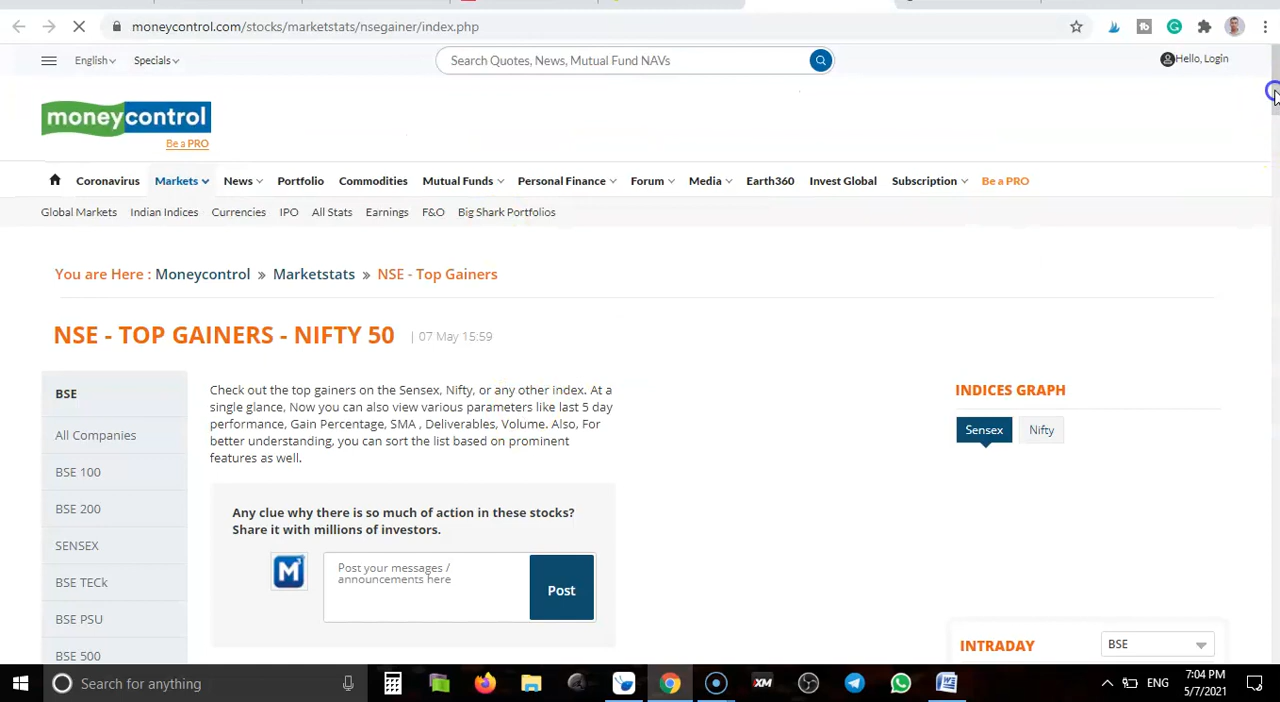 moneycontrol.com/stocks/marketstats/nsegainer/index.php
English Specials Search Quotes, News, Mutual Fund NAVs Hello, Login
moneycontrol
Be a PRO
Coronavirus Markets News Portfolio Commodities Mutual Funds Personal Finance Forum Media Earth360 Invest Global Subscription Be a PRO
Global Markets Indian Indices Currencies IPO All Stats Earnings F&O Big Shark Portfolios
You are Here : Moneycontrol » Marketstats » NSE - Top Gainers
NSE - TOP GAINERS - NIFTY 50 | 07 May 15:59
BSE
All Companies
BSE 100
BSE 200
SENSEX
BSE TECk
BSE PSU
BSE 500
Check out the top gainers on the Sensex, Nifty, or any other index. At a
single glance, Now you can also view various parameters like last 5 day
performance, Gain Percentage, SMA , Deliverables, Volume. Also, For
better understanding, you can sort the list based on prominent
features as well.
Any clue why there is so much of action in these stocks?
Share it with millions of investors.
M
Post your messages /
announcements here
Post
INDICES GRAPH
Sensex Nifty
INTRADAY BSE
Search for anything
XM
W
ENG
7:04 PM
5/7/2021